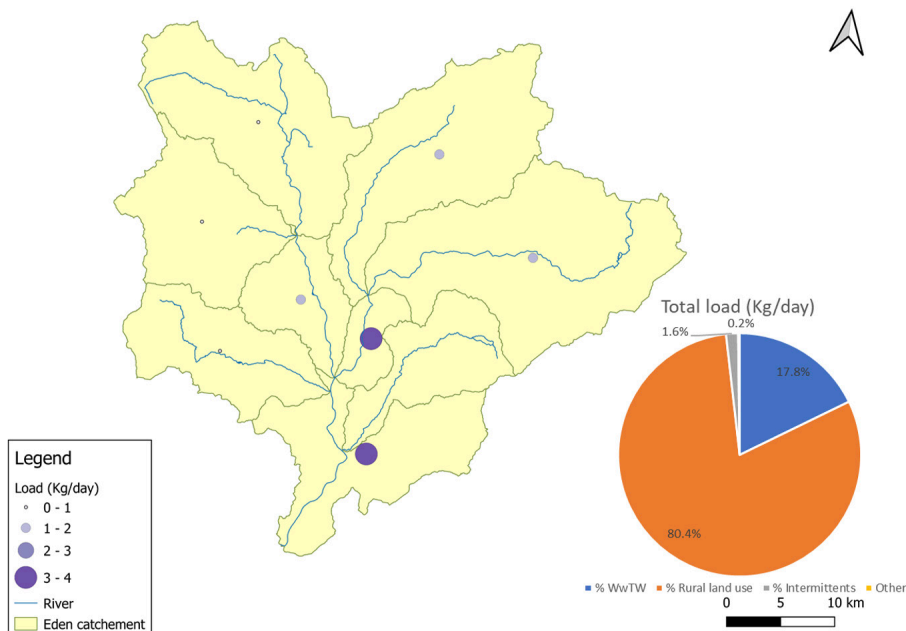 Total load (Kg/day)
1.6%
0.2%
17.8%
80.4%
% WwTW % Rural land use % Intermittents Other
0 5 10 km
Legend
Load (Kg/day)
0 - 1
1 - 2
2 - 3
3 - 4
River
Eden catchement